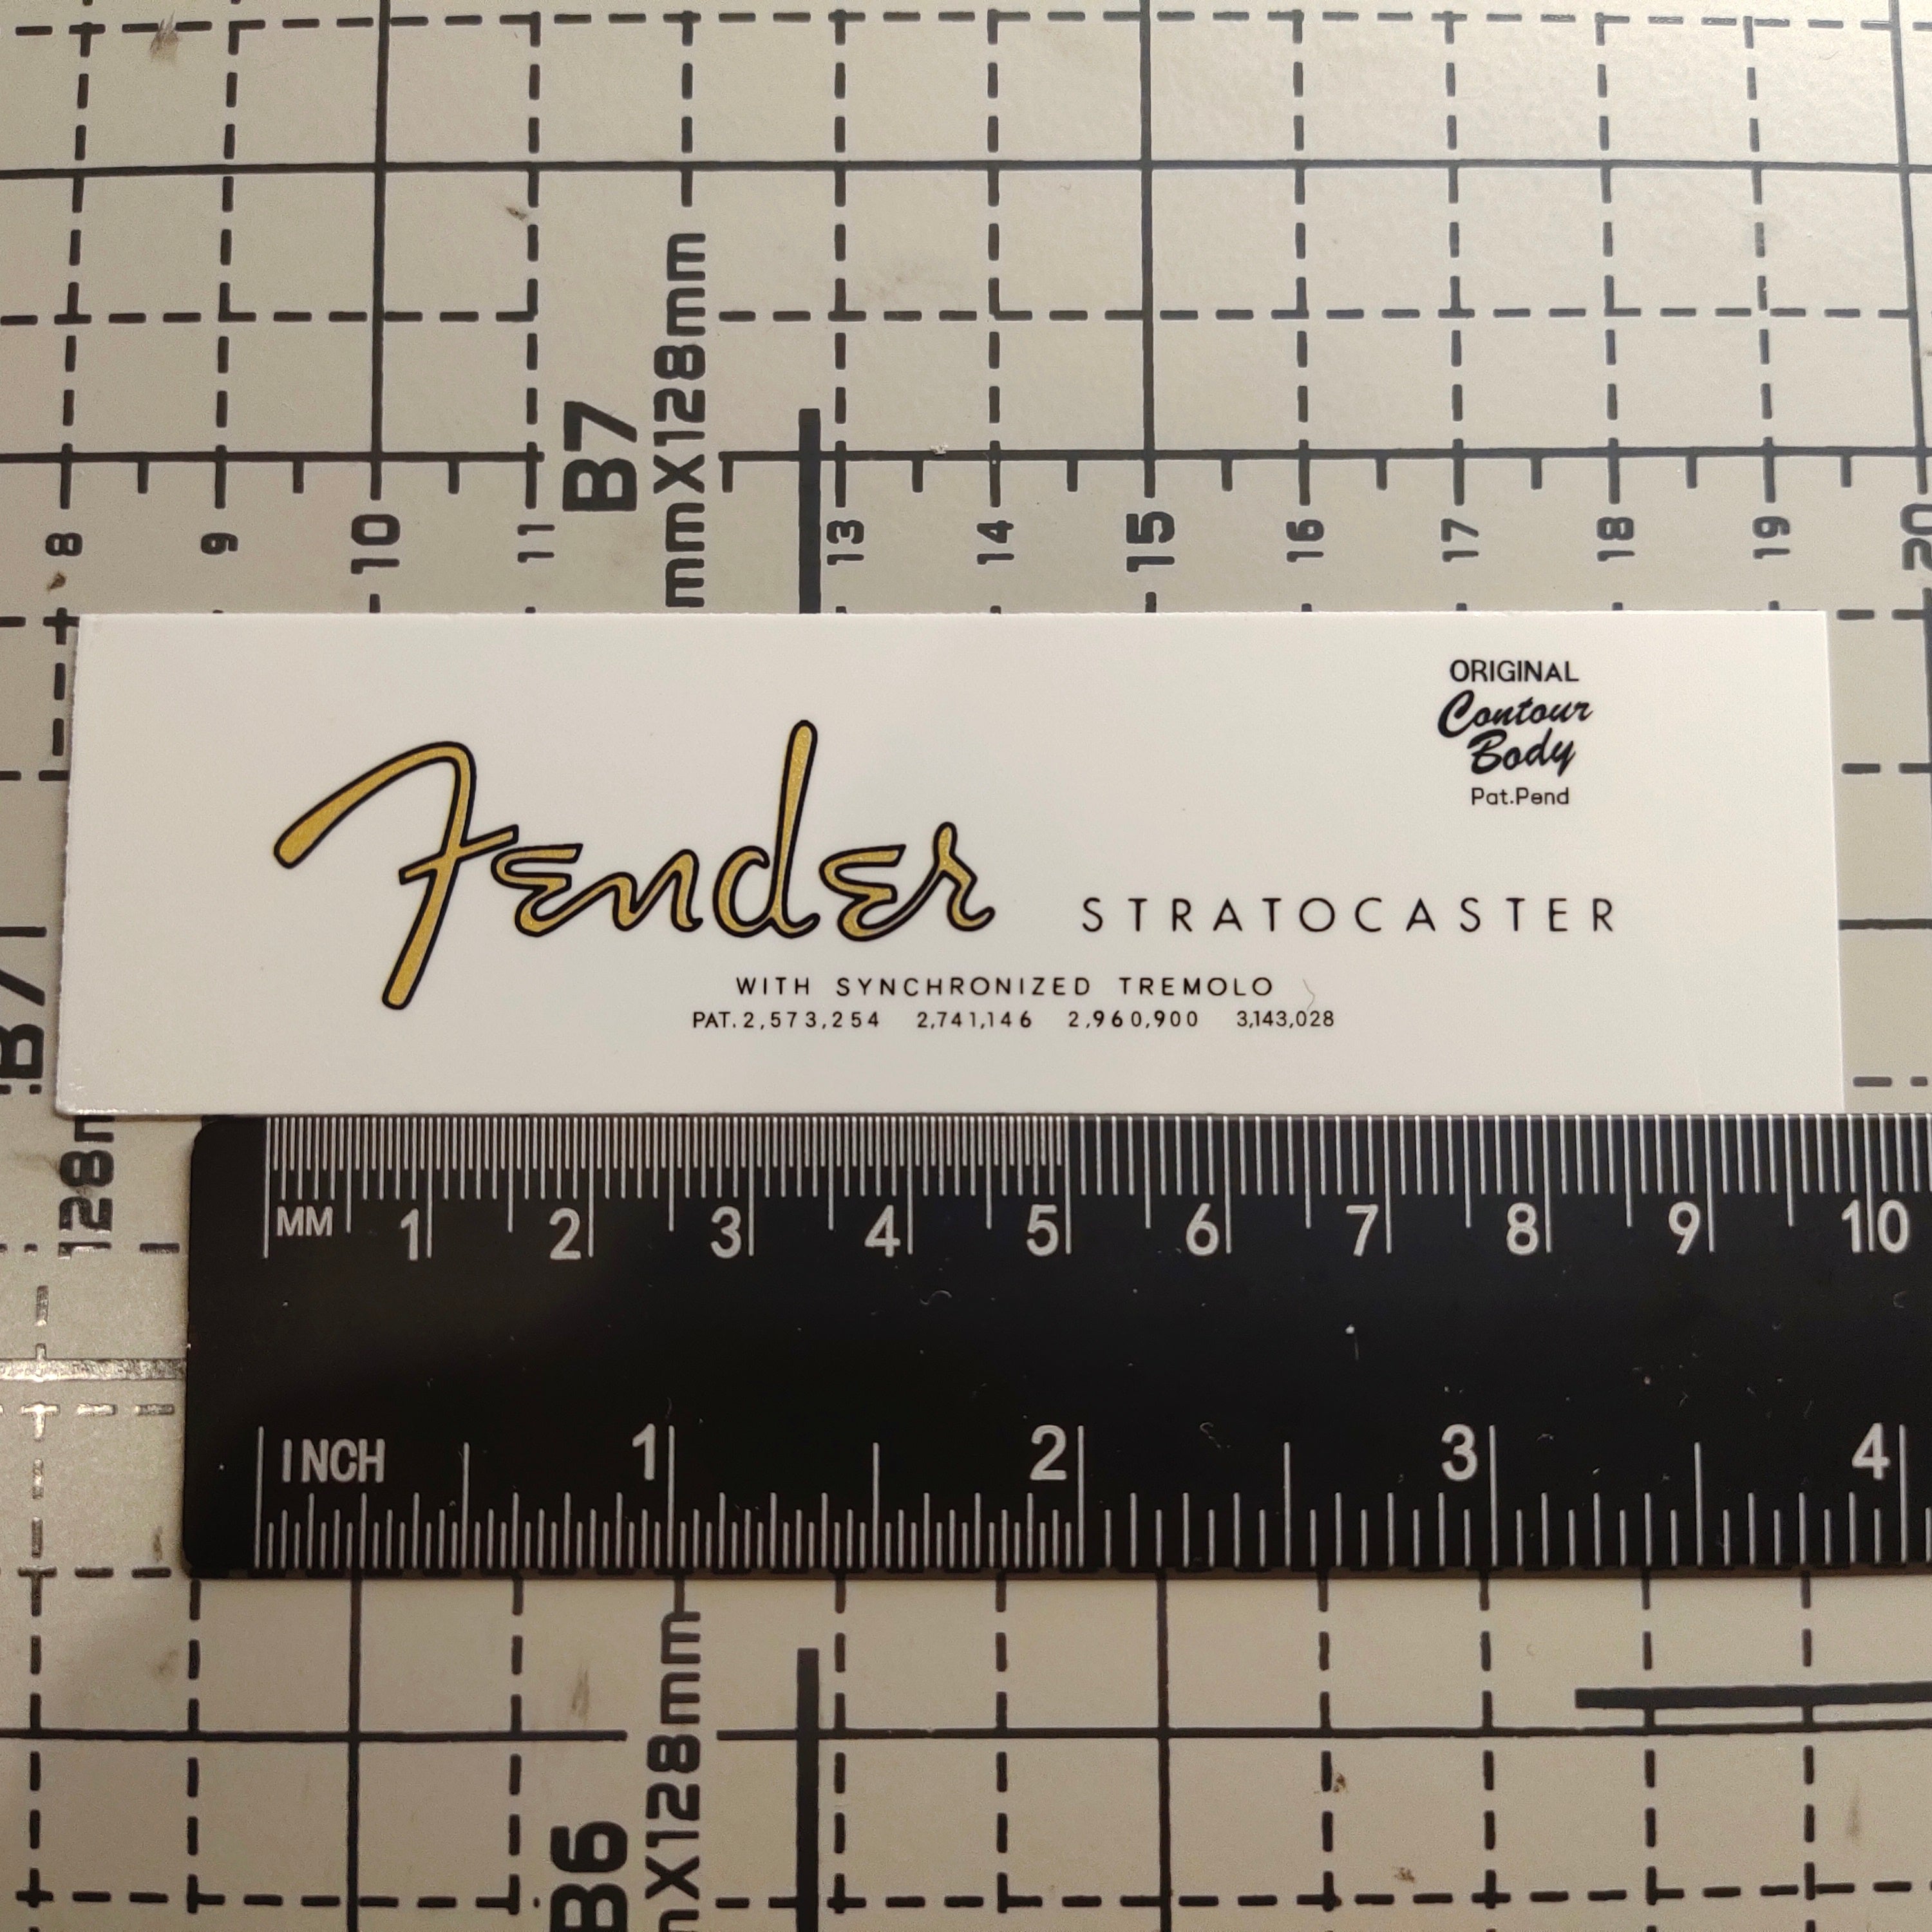 B7
mmX128mm
8 9 10 11 13 14 15 16 17 18 19 20
ORIGINAL
Contour
Body
Pat.Pend
Fender STRATOCASTER
WITH SYNCHRONIZED TREMOLO
PAT.2,573,254 2,741,146 2,960,900 3,143,028
MM 1 2 3 4 5 6 7 8 9 10
INCH 1 2 3 4
B6
X128mm